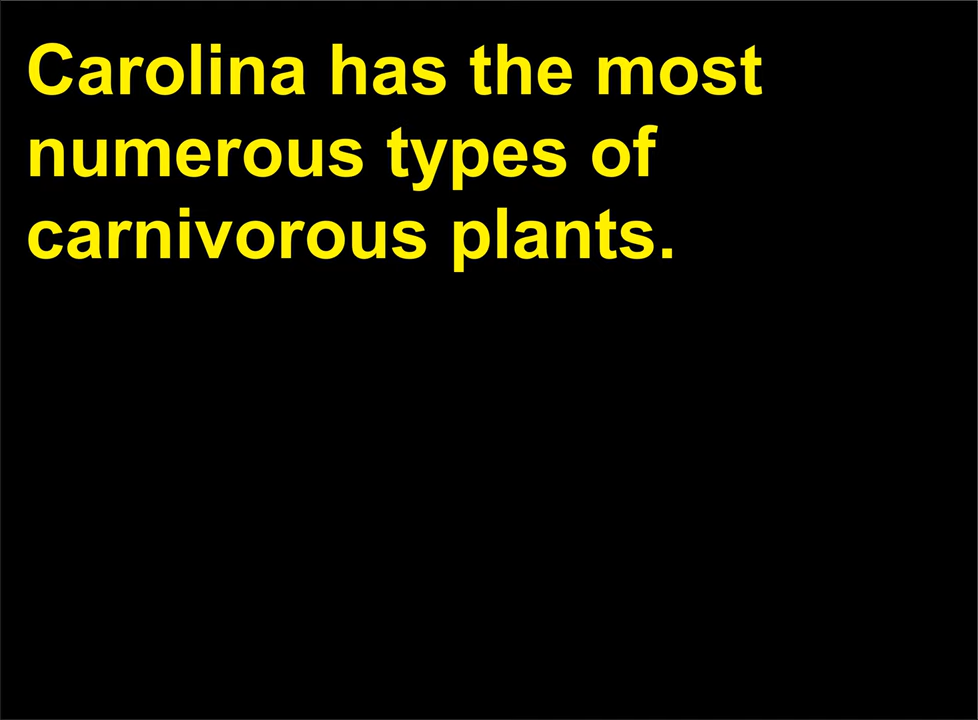 Carolina has the most
numerous types of
carnivorous plants.